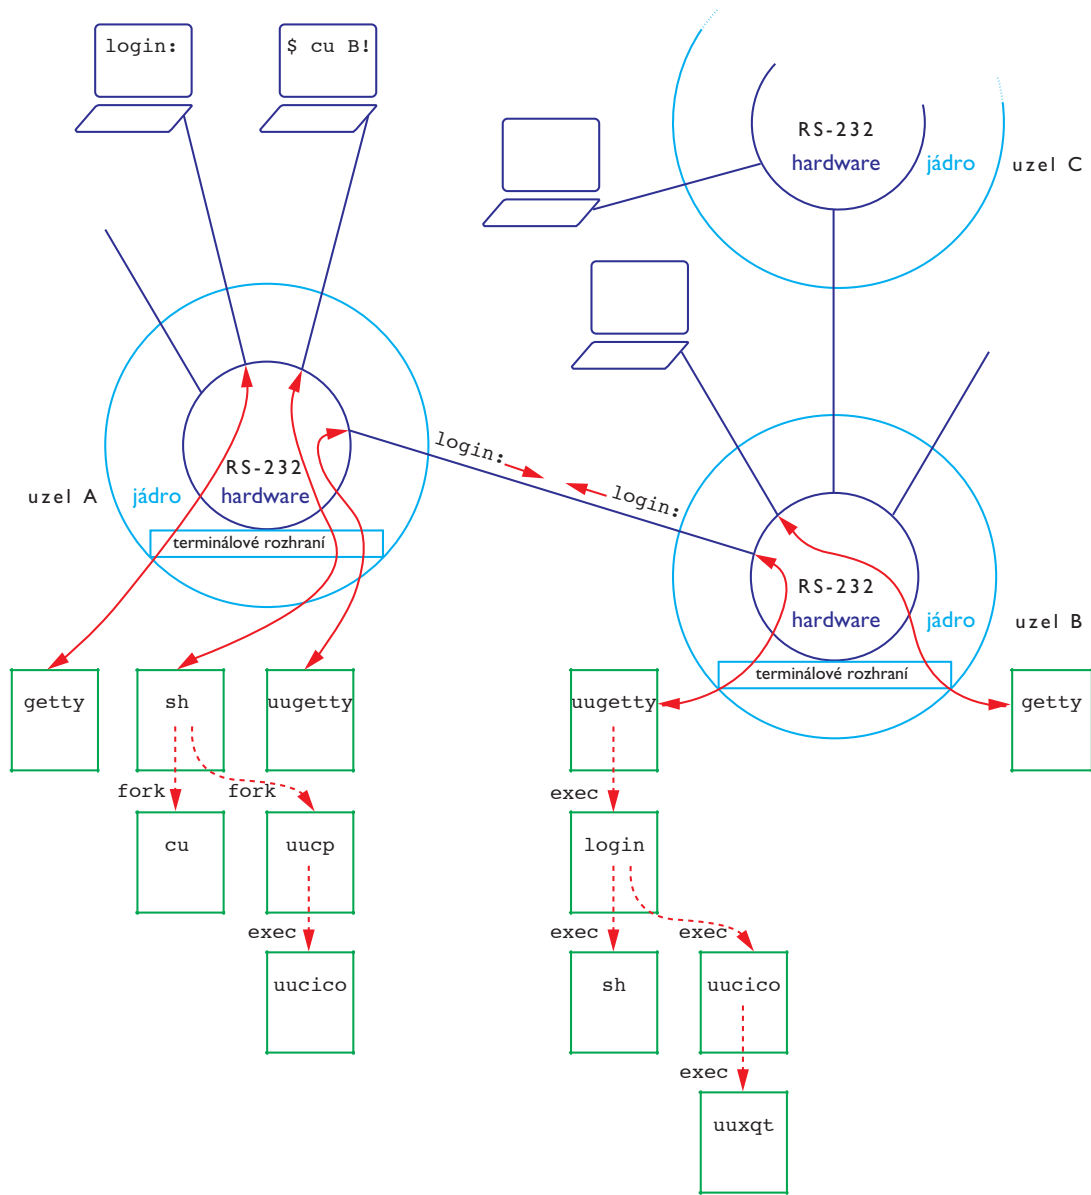 login:
$ cu B!
RS-232
hardware
jádro
uzel C
login:
login:
RS-232
uzel A
jádro
hardware
terminálové rozhraní
RS-232
hardware
jádro
uzel B
terminálové rozhraní
getty
sh
uugetty
uugetty
getty
fork
fork
exec
cu
uucp
login
exec
exec
exec
uucico
sh
uucico
exec
uuxqt